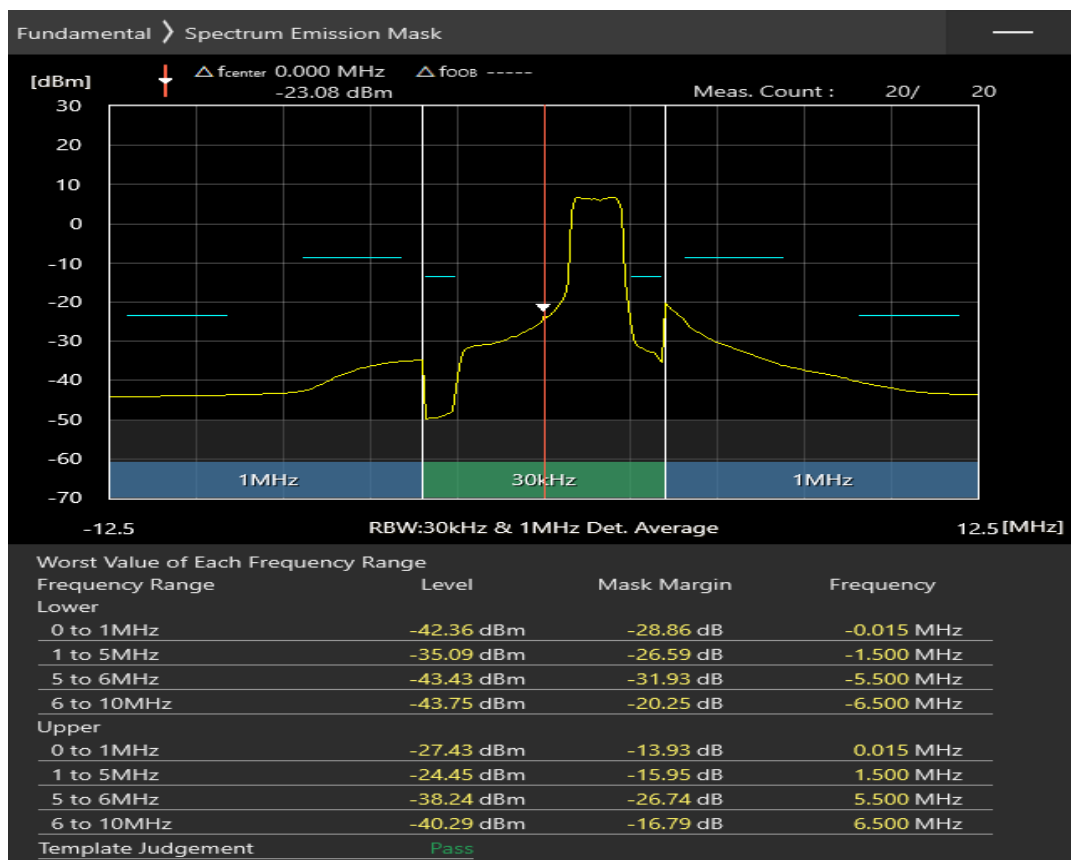 Fundamental ❯ Spectrum Emission Mask
△ fcenter 0.000 MHz △ fOOB -----
[dBm] -23.08 dBm Meas. Count : 20/ 20
30
20
10
0
-10
-20
-30
-40
-50
-60
-70
1MHz 30kHz 1MHz
-12.5 RBW:30kHz & 1MHz Det. Average 12.5 [MHz]
Worst Value of Each Frequency Range
Frequency Range Level Mask Margin Frequency
Lower
0 to 1MHz -42.36 dBm -28.86 dB -0.015 MHz
1 to 5MHz -35.09 dBm -26.59 dB -1.500 MHz
5 to 6MHz -43.43 dBm -31.93 dB -5.500 MHz
6 to 10MHz -43.75 dBm -20.25 dB -6.500 MHz
Upper
0 to 1MHz -27.43 dBm -13.93 dB 0.015 MHz
1 to 5MHz -24.45 dBm -15.95 dB 1.500 MHz
5 to 6MHz -38.24 dBm -26.74 dB 5.500 MHz
6 to 10MHz -40.29 dBm -16.79 dB 6.500 MHz
Template Judgement Pass